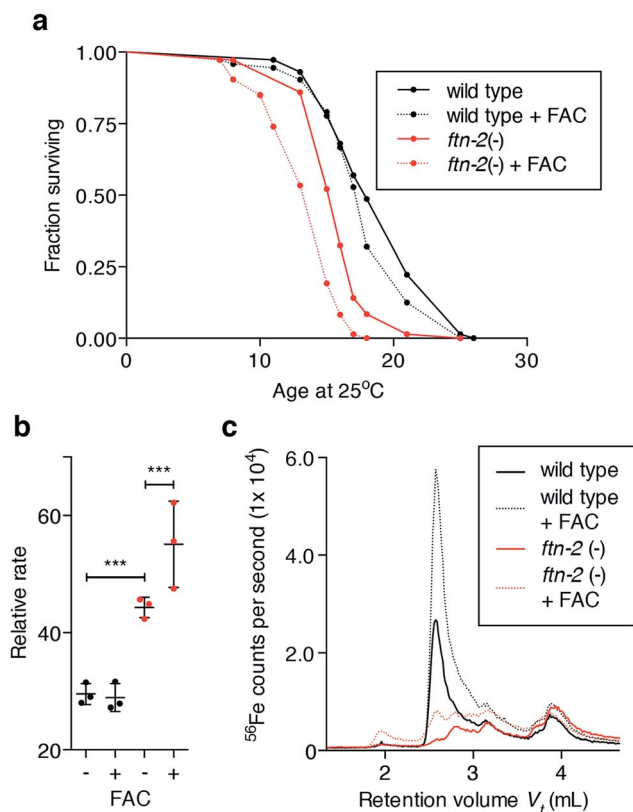 a
1.00
0.75
0.50
0.25
0.00
Fraction surviving
0
10
20
30
Age at 25°C
wild type
wild type + FAC
ftn-2(-)
ftn-2(-) + FAC
b
***
***
60
40
20
Relative rate
- + - +
FAC
c
6.0
4.0
2.0
0
⁵⁶Fe counts per second (1x 10⁴)
2
3
4
Retention volume Vₜ (mL)
wild type
wild type
+ FAC
ftn-2 (-)
ftn-2 (-)
+ FAC